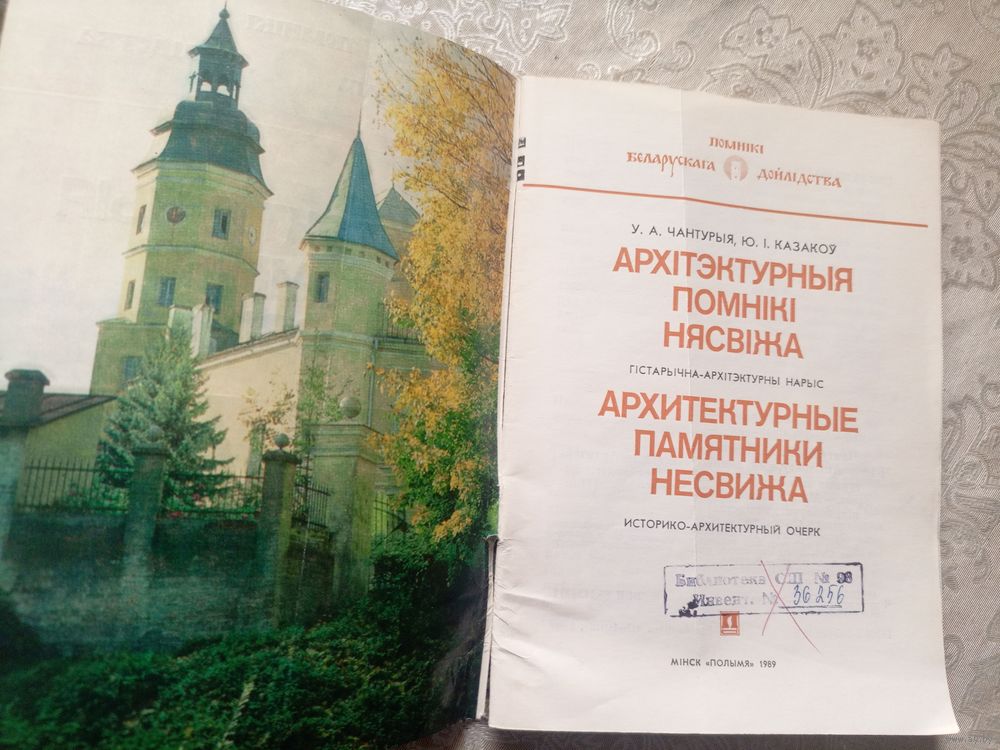 ПОМНІКІ
БЕЛАРУСКАГА ДОЙЛІДСТВА
У. А. ЧАНТУРЫЯ, Ю. І. КАЗАКОЎ
АРХІТЭКТУРНЫЯ
ПОМНІКІ
НЯСВІЖА
ГІСТАРЫЧНА-АРХІТЭКТУРНЫ НАРЫС
АРХИТЕКТУРНЫЕ
ПАМЯТНИКИ
НЕСВИЖА
ИСТОРИКО-АРХИТЕКТУРНЫЙ ОЧЕРК
Библиотека № 93
Инвент. № 36256
МІНСК «ПОЛЫМЯ» 1989